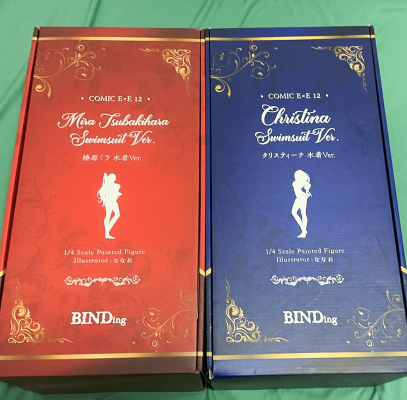 COMIC E×E 12
Mira Tsubakihara
Swimsuit Ver.
椿原ミラ 水着Ver.
1/4 Scale Painted Figure
Illustrator : ななお
BINDing
COMIC E×E 12
Christina
Swimsuit Ver.
クリスティーナ 水着Ver.
1/4 Scale Painted Figure
Illustrator : ななお
BINDing